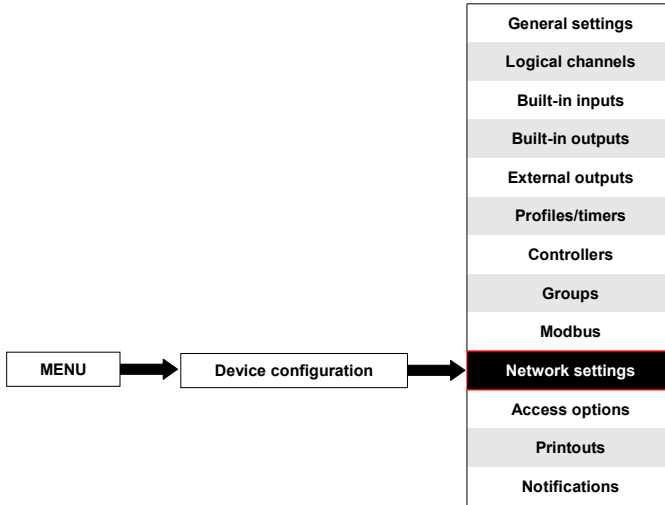 General settings
Logical channels
Built-in inputs
Built-in outputs
External outputs
Profiles/timers
Controllers
Groups
Modbus
MENU
Device configuration
Network settings
Access options
Printouts
Notifications